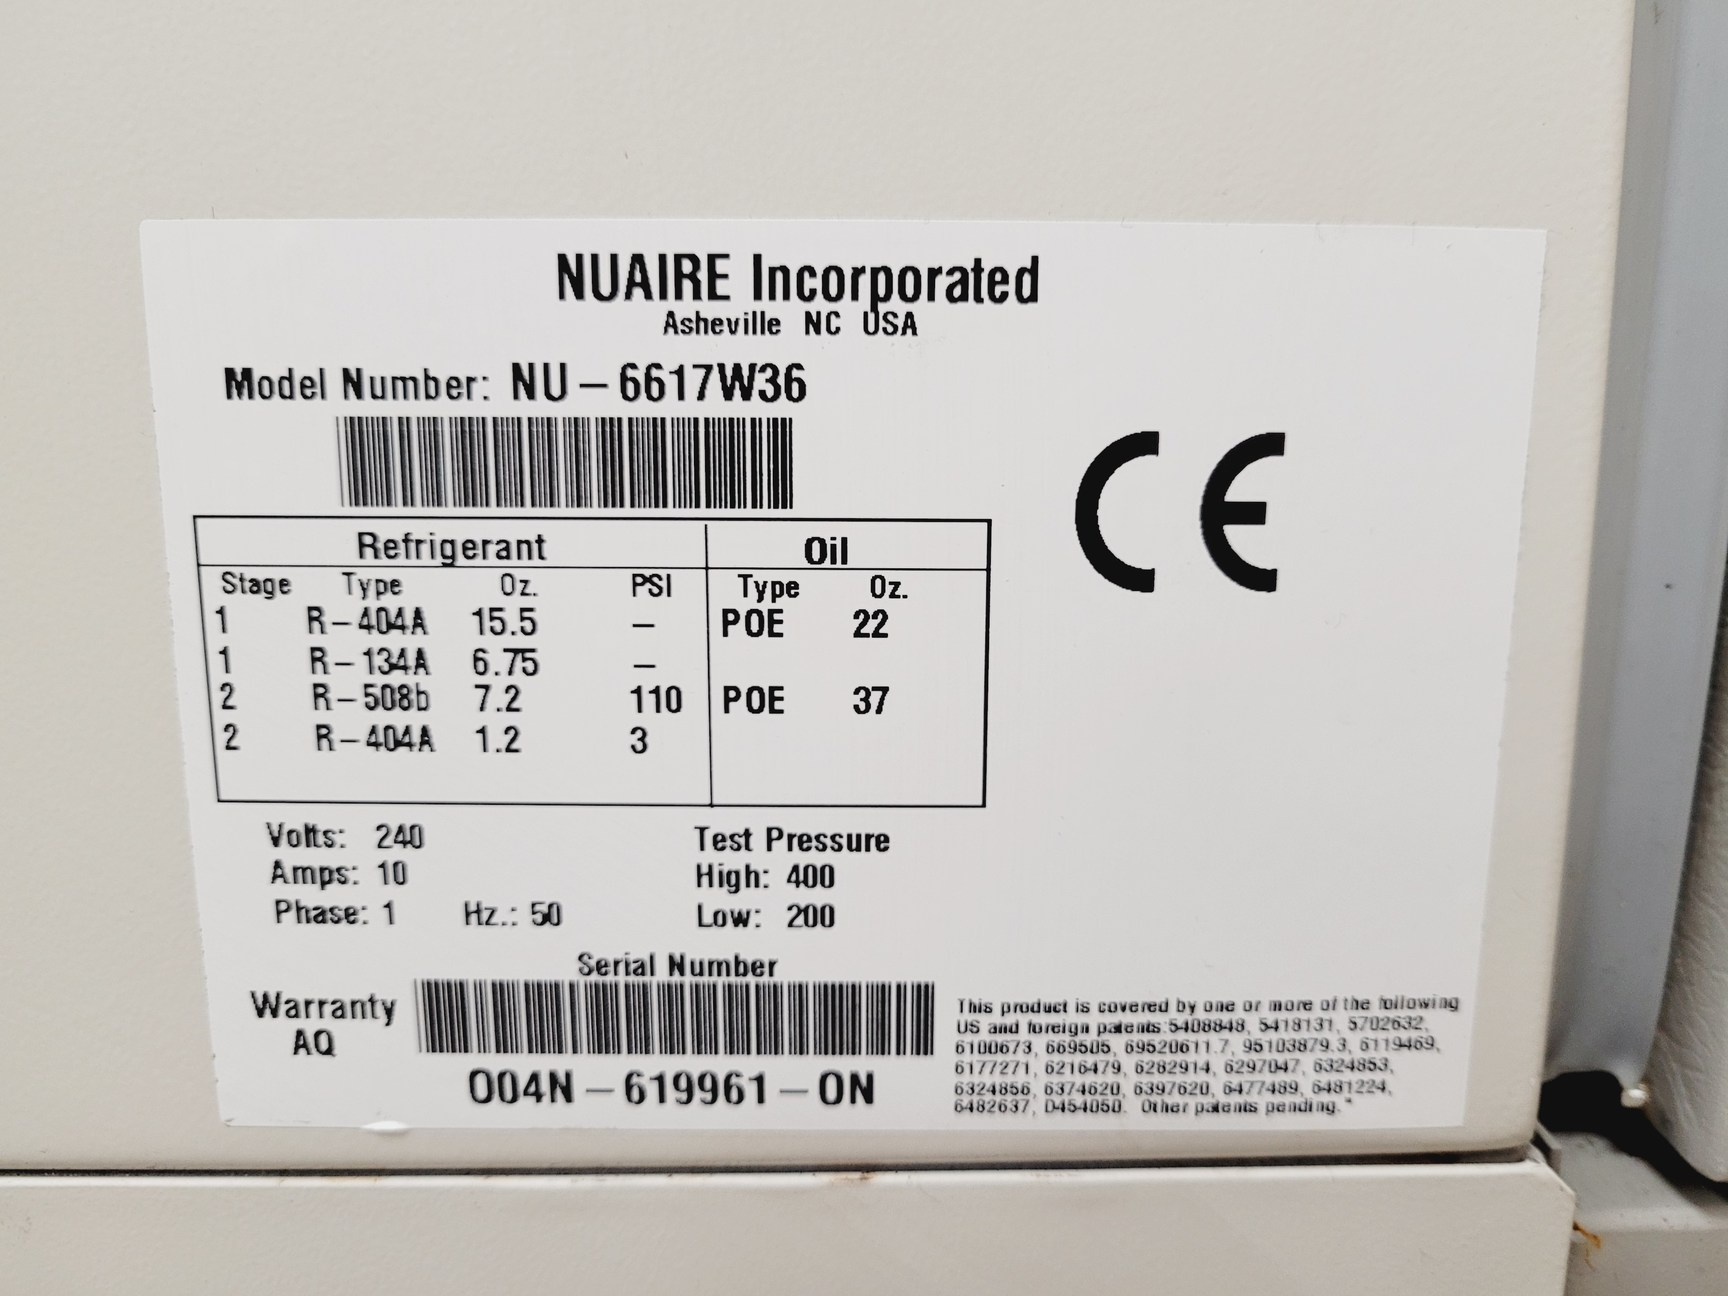 NUAIRE Incorporated
Asheville NC USA
Model Number: NU-6617W36
CE
Refrigerant Oil
Stage Type Oz. PSI Type Oz.
1 R-404A 15.5 - POE 22
1 R-134A 6.75 -
2 R-508b 7.2 110 POE 37
2 R-404A 1.2 3
Volts: 240 Test Pressure
Amps: 10 High: 400
Phase: 1 Hz.: 50 Low: 200
Serial Number
Warranty
AQ
004N-619961-0N
This product is covered by one or more of the following
US and foreign patents:5408848, 5418131, 5702632,
6100673, 669505, 69520611.7, 95103879.3, 6119469,
6177271, 6216479, 6282914, 6297047, 6324853,
6324856, 6374620, 6397620, 6477489, 6481224,
6482637, D454050. Other patents pending."